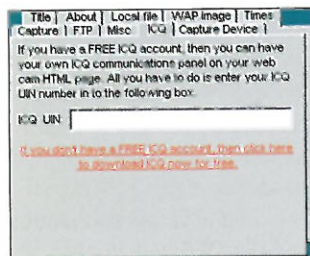 Title About Local file WAP image Times
Capture FTP Misc ICQ Capture Device
If you have a FREE ICQ account, then you can have
your own ICQ communications panel on your web
cam HTML page. All you have to do is enter your ICQ
UIN number in to the following box.
ICQ UIN:
If you don't have a FREE ICQ account, then click here
to download ICQ now for free.